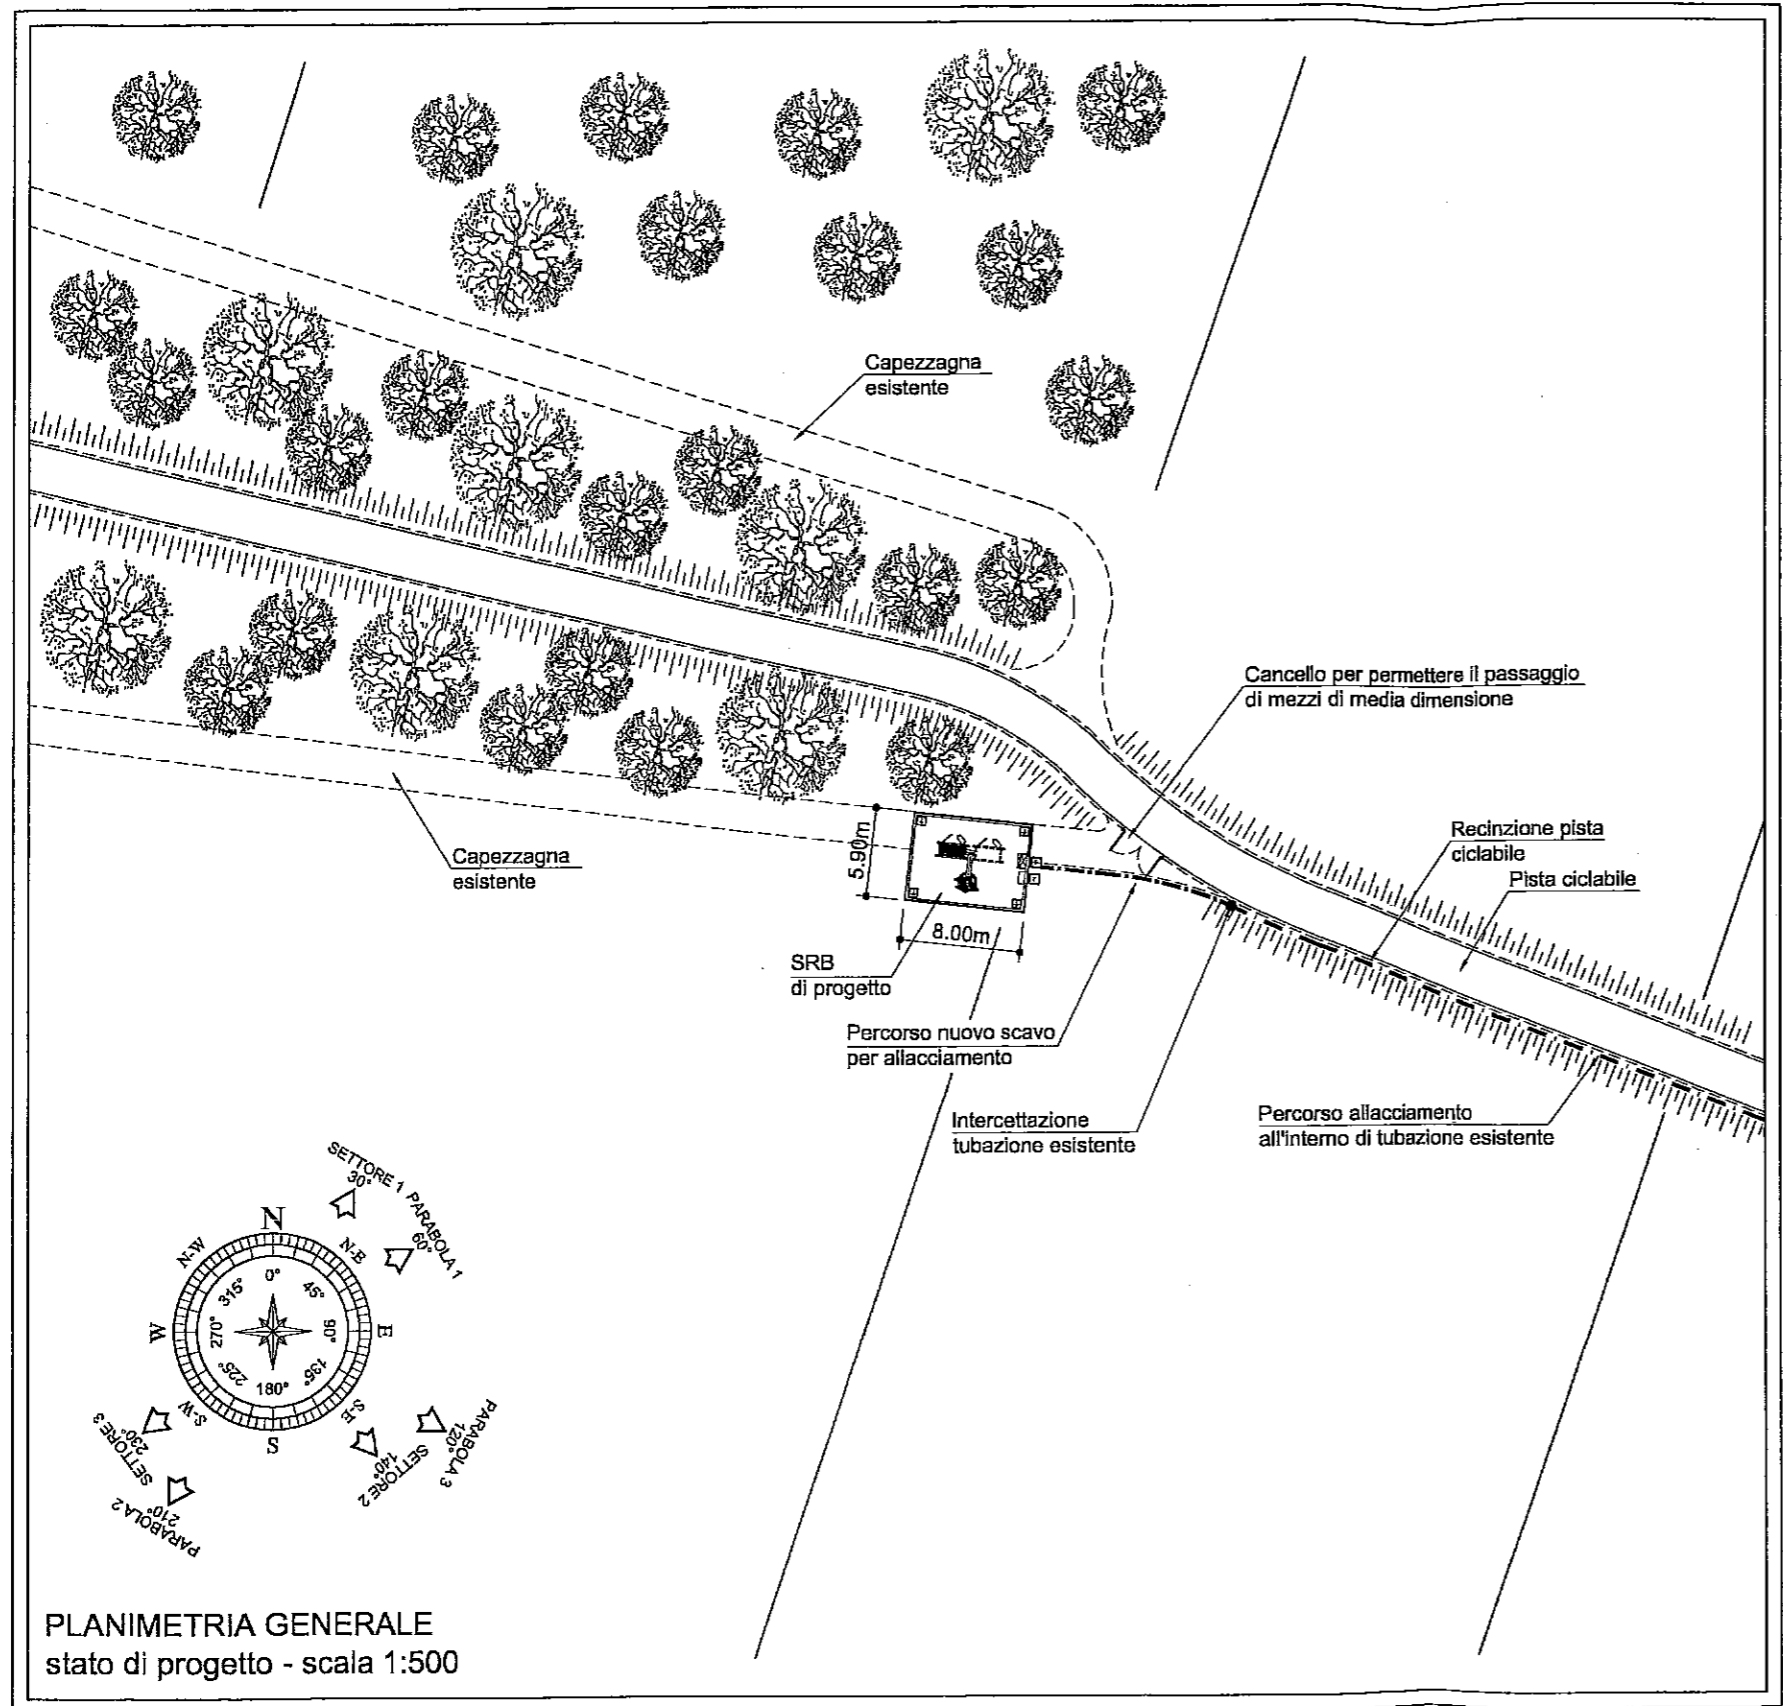 Capezzagna
esistente
Cancello per permettere il passaggio
di mezzi di media dimensione
Recinzione pista
ciclabile
Pista ciclabile
Capezzagna
esistente
5.90m
8.00m
SRB
di progetto
Percorso nuovo scavo
per allacciamento
Intercettazione
tubazione esistente
Percorso allacciamento
all'interno di tubazione esistente
SETTORE 1
30°
PARABOLA 1
60°
N
N-W
N-E
0°
315°
45°
W
270°
90°
E
225°
135°
180°
S-W
S-E
S
SETTORE 3
230°
PARABOLA 2
210°
140°
SETTORE 2
120°
PARABOLA 3
PLANIMETRIA GENERALE
stato di progetto - scala 1:500